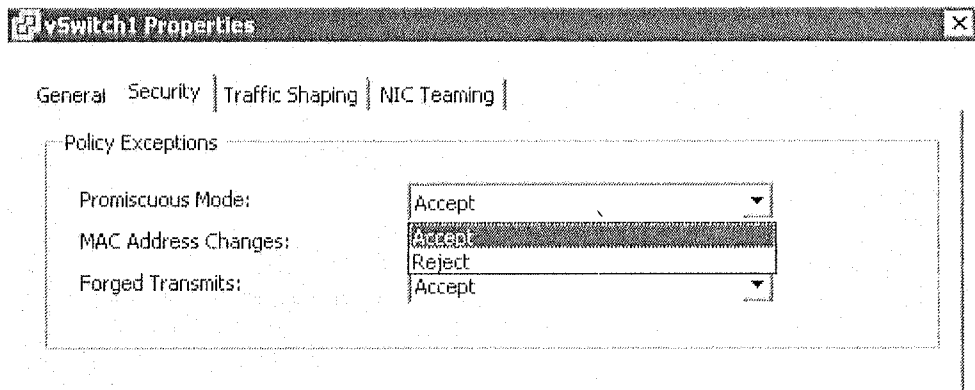 vSwitch1 Properties
General Security Traffic Shaping NIC Teaming
Policy Exceptions
Promiscuous Mode: Accept
MAC Address Changes: Accept
Reject
Forged Transmits: Accept